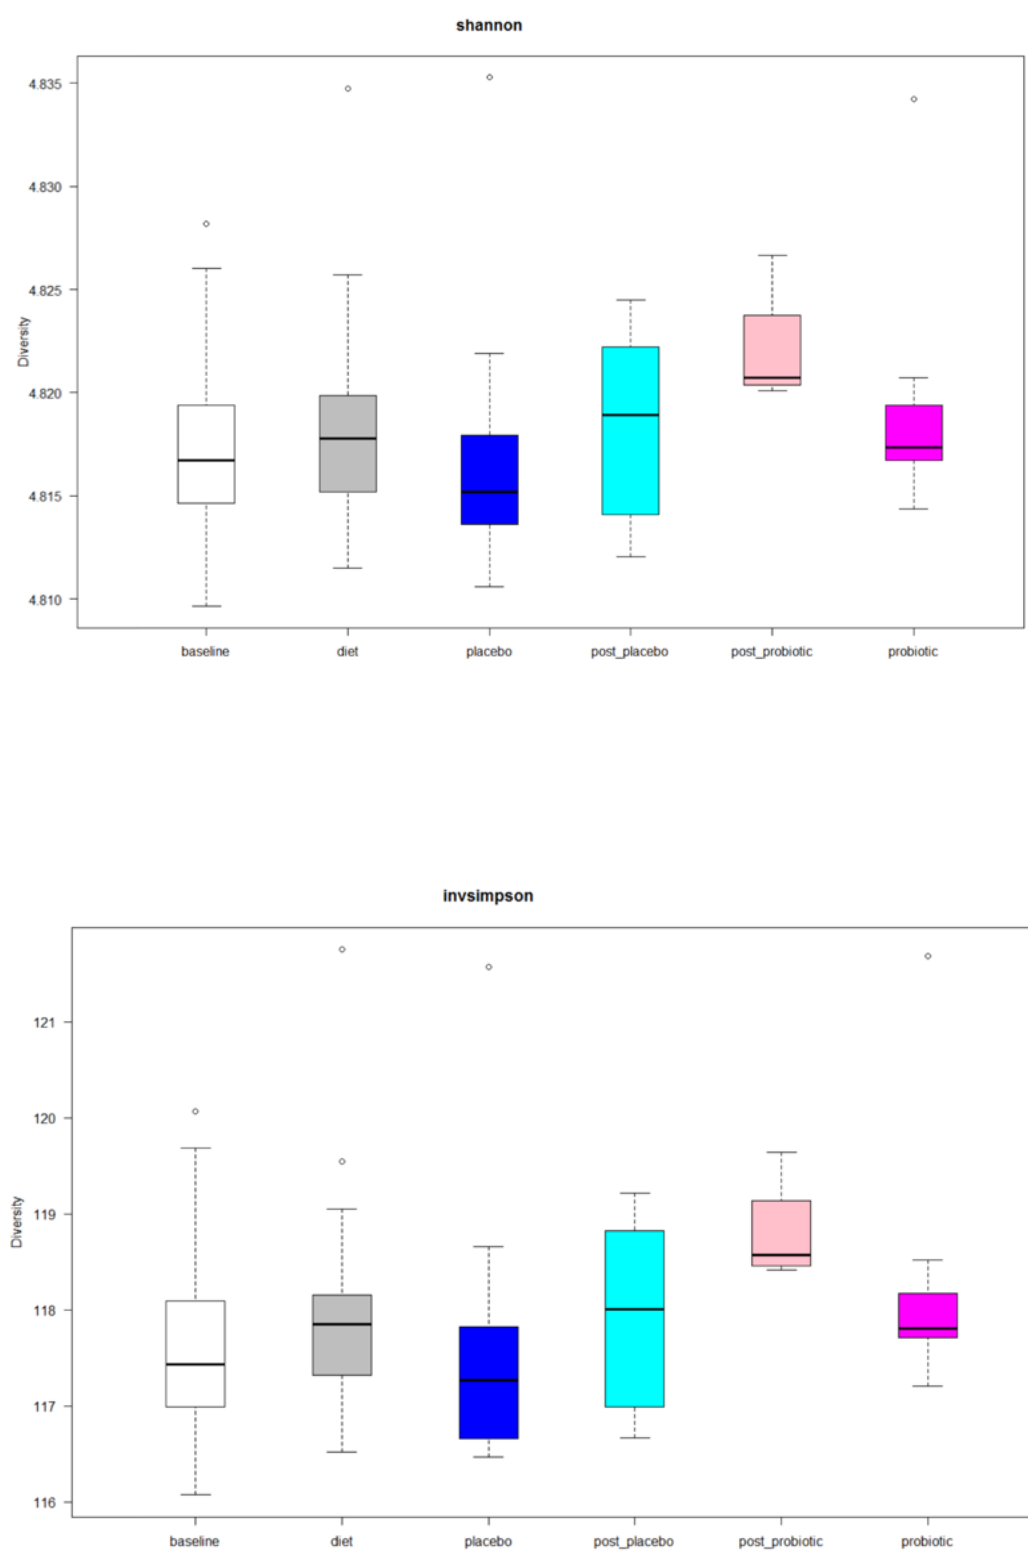 shannon
4.835
4.830
4.825
4.820
4.815
4.810
Diversity
baseline diet placebo post_placebo post_probiotic probiotic
invsimpson
121
120
119
118
117
116
Diversity
baseline diet placebo post_placebo post_probiotic probiotic